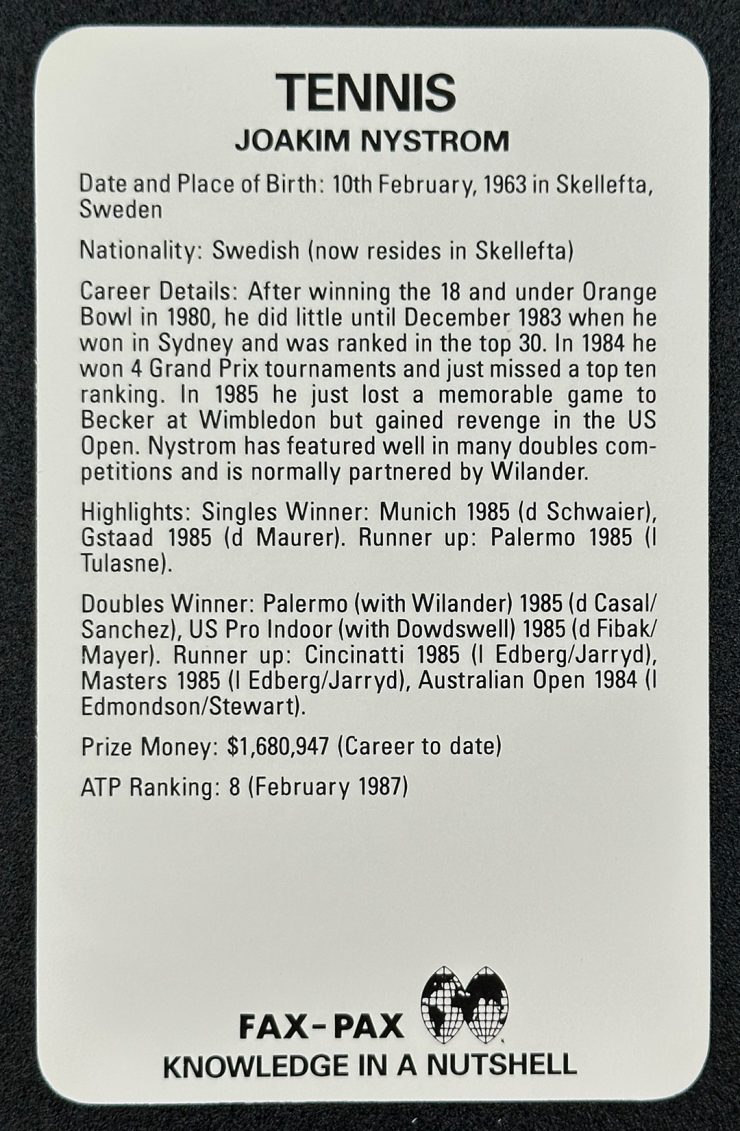 TENNIS
JOAKIM NYSTROM
Date and Place of Birth: 10th February, 1963 in Skellefta,
Sweden
Nationality: Swedish (now resides in Skellefta)
Career Details: After winning the 18 and under Orange
Bowl in 1980, he did little until December 1983 when he
won in Sydney and was ranked in the top 30. In 1984 he
won 4 Grand Prix tournaments and just missed a top ten
ranking. In 1985 he just lost a memorable game to
Becker at Wimbledon but gained revenge in the US
Open. Nystrom has featured well in many doubles com-
petitions and is normally partnered by Wilander.
Highlights: Singles Winner: Munich 1985 (d Schwaier),
Gstaad 1985 (d Maurer). Runner up: Palermo 1985 (l
Tulasne).
Doubles Winner: Palermo (with Wilander) 1985 (d Casal/
Sanchez), US Pro Indoor (with Dowdswell) 1985 (d Fibak/
Mayer). Runner up: Cincinatti 1985 (l Edberg/Jarryd),
Masters 1985 (l Edberg/Jarryd), Australian Open 1984 (l
Edmondson/Stewart).
Prize Money: $1,680,947 (Career to date)
ATP Ranking: 8 (February 1987)
FAX-PAX
KNOWLEDGE IN A NUTSHELL